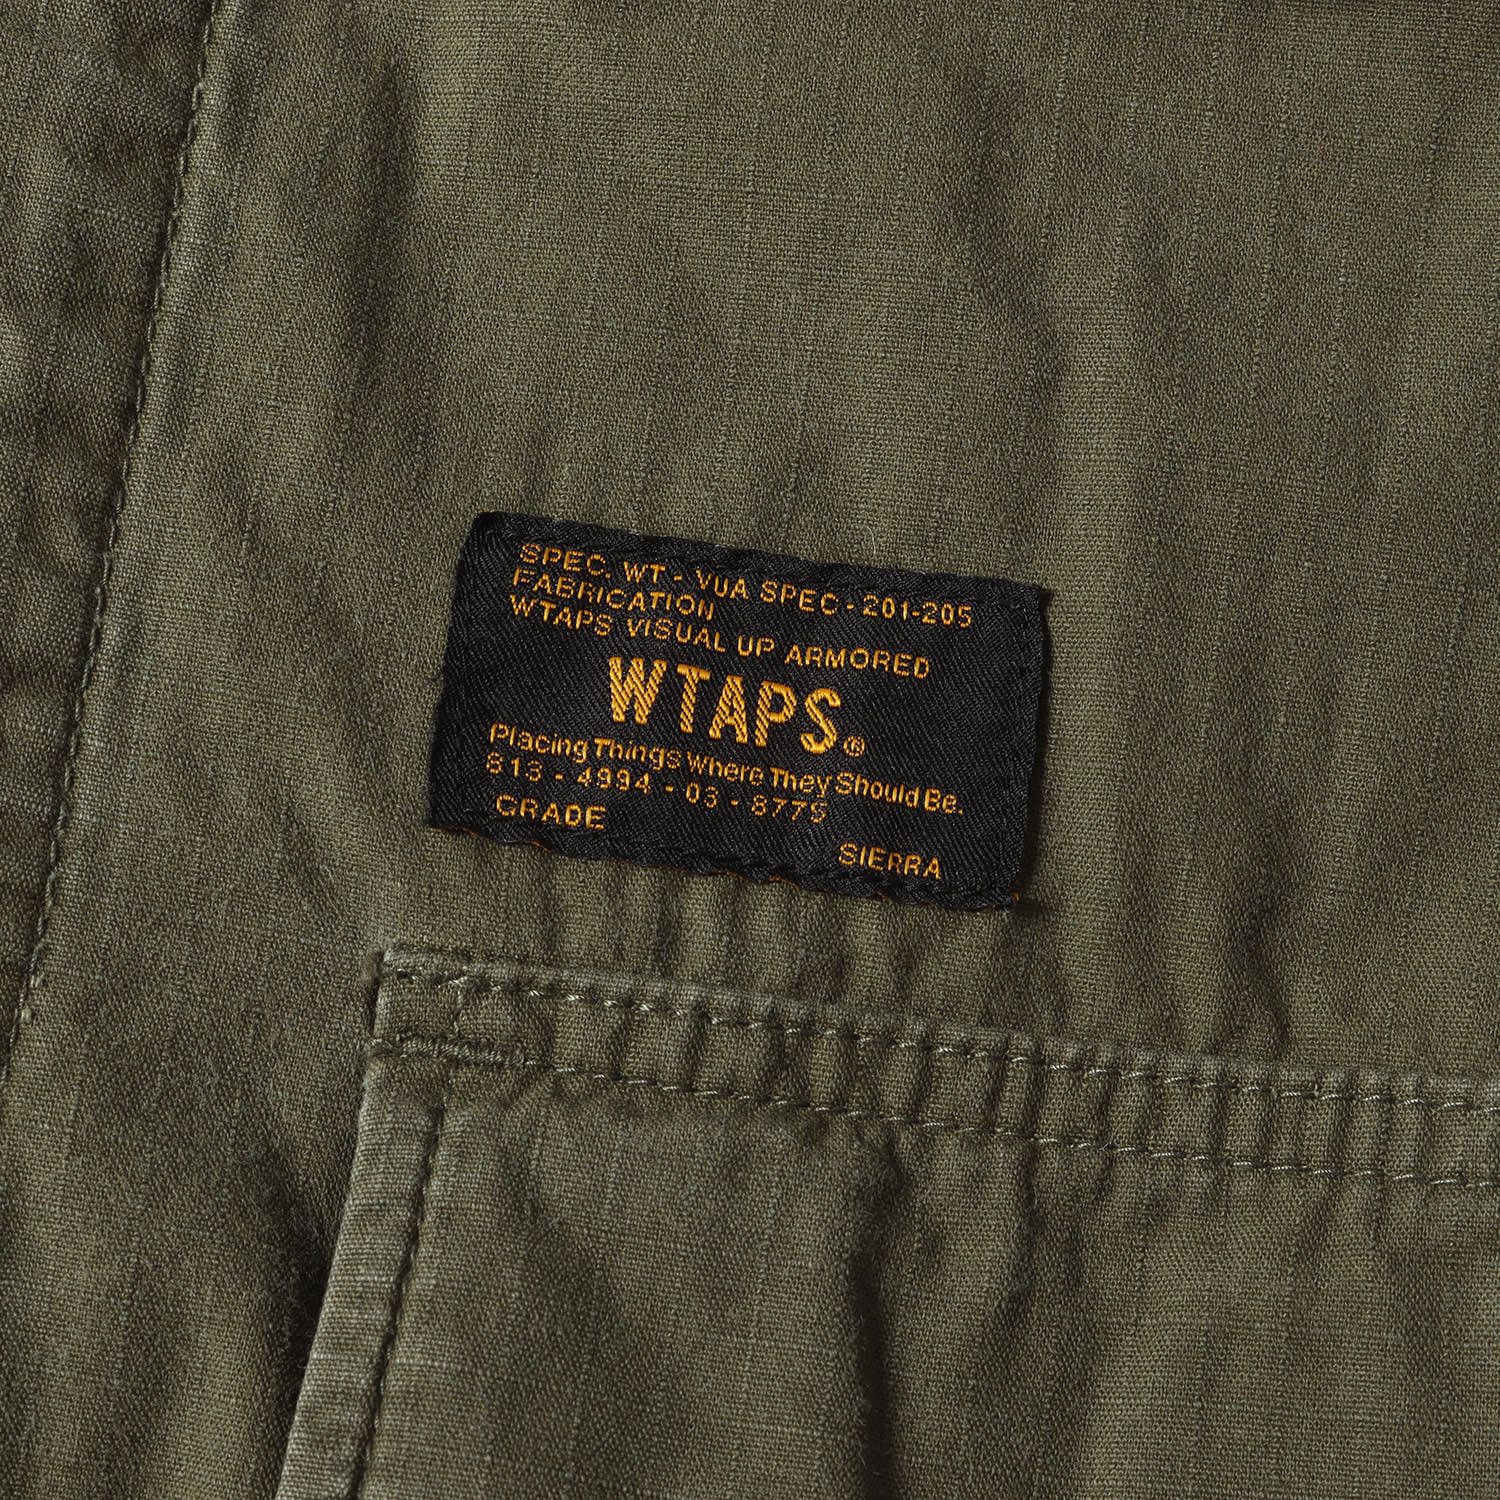 SPEC. WT - VUA SPEC - 201-205
FABRICATION
WTAPS VISUAL UP ARMORED
WTAPS®
Placing Things Where They Should Be.
813 - 4994 - 03 - 8775
GRADE
SIERRA